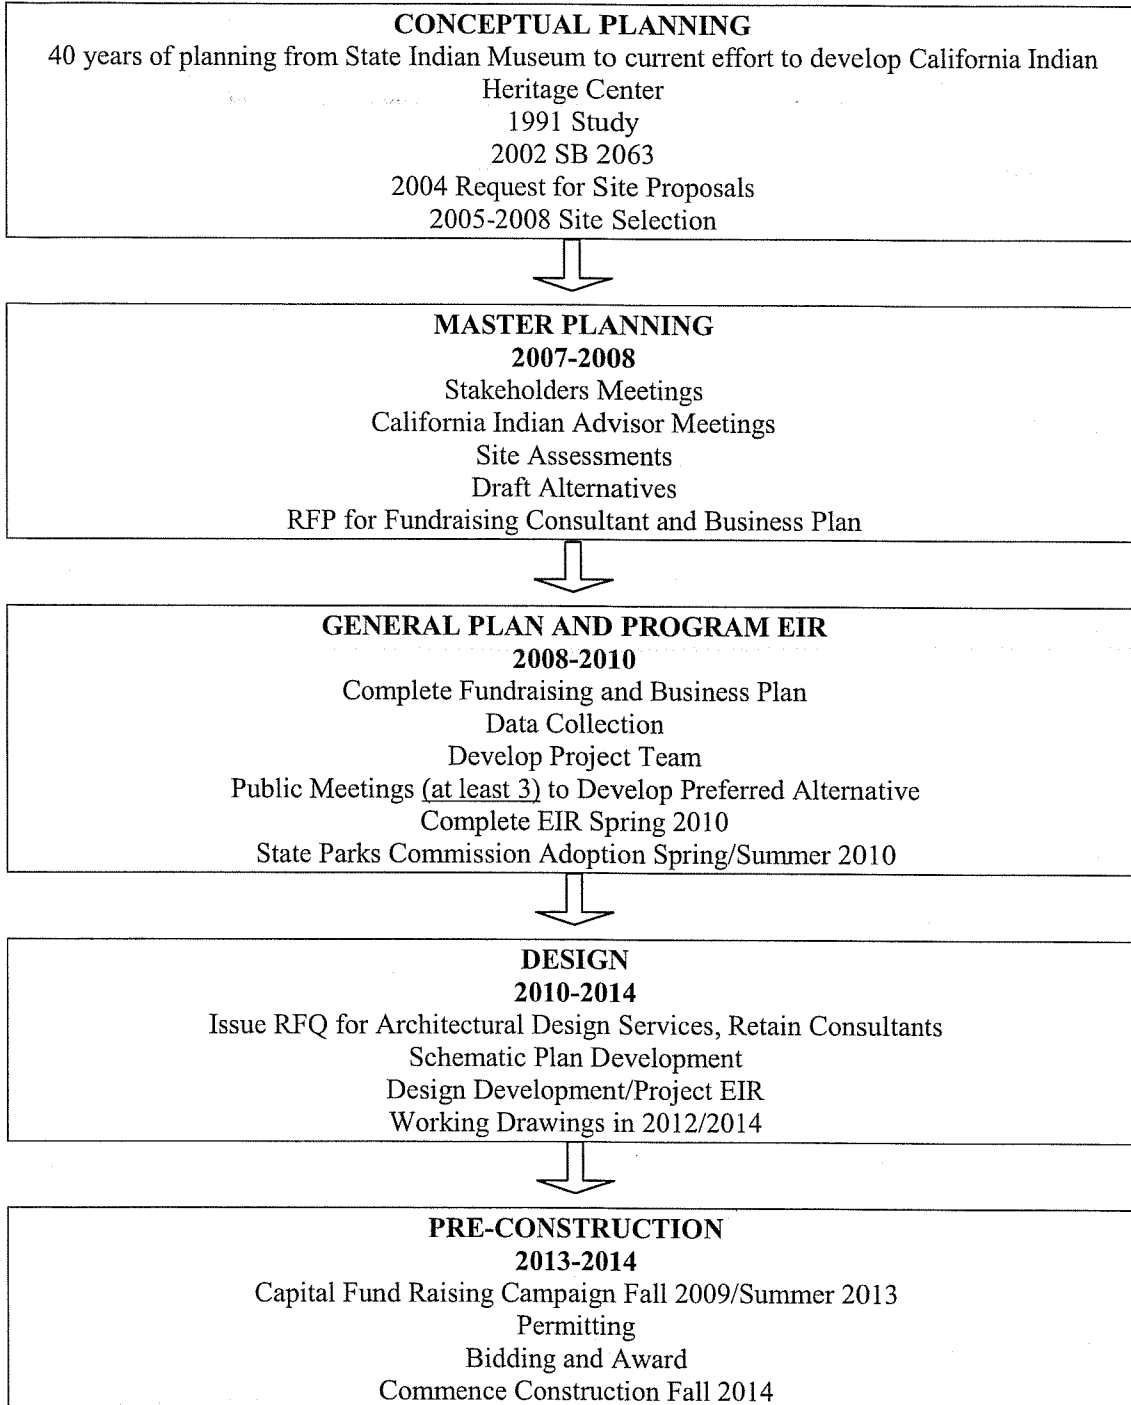 CONCEPTUAL PLANNING
40 years of planning from State Indian Museum to current effort to develop California Indian
Heritage Center
1991 Study
2002 SB 2063
2004 Request for Site Proposals
2005-2008 Site Selection
MASTER PLANNING
2007-2008
Stakeholders Meetings
California Indian Advisor Meetings
Site Assessments
Draft Alternatives
RFP for Fundraising Consultant and Business Plan
GENERAL PLAN AND PROGRAM EIR
2008-2010
Complete Fundraising and Business Plan
Data Collection
Develop Project Team
Public Meetings (at least 3) to Develop Preferred Alternative
Complete EIR Spring 2010
State Parks Commission Adoption Spring/Summer 2010
DESIGN
2010-2014
Issue RFQ for Architectural Design Services, Retain Consultants
Schematic Plan Development
Design Development/Project EIR
Working Drawings in 2012/2014
PRE-CONSTRUCTION
2013-2014
Capital Fund Raising Campaign Fall 2009/Summer 2013
Permitting
Bidding and Award
Commence Construction Fall 2014